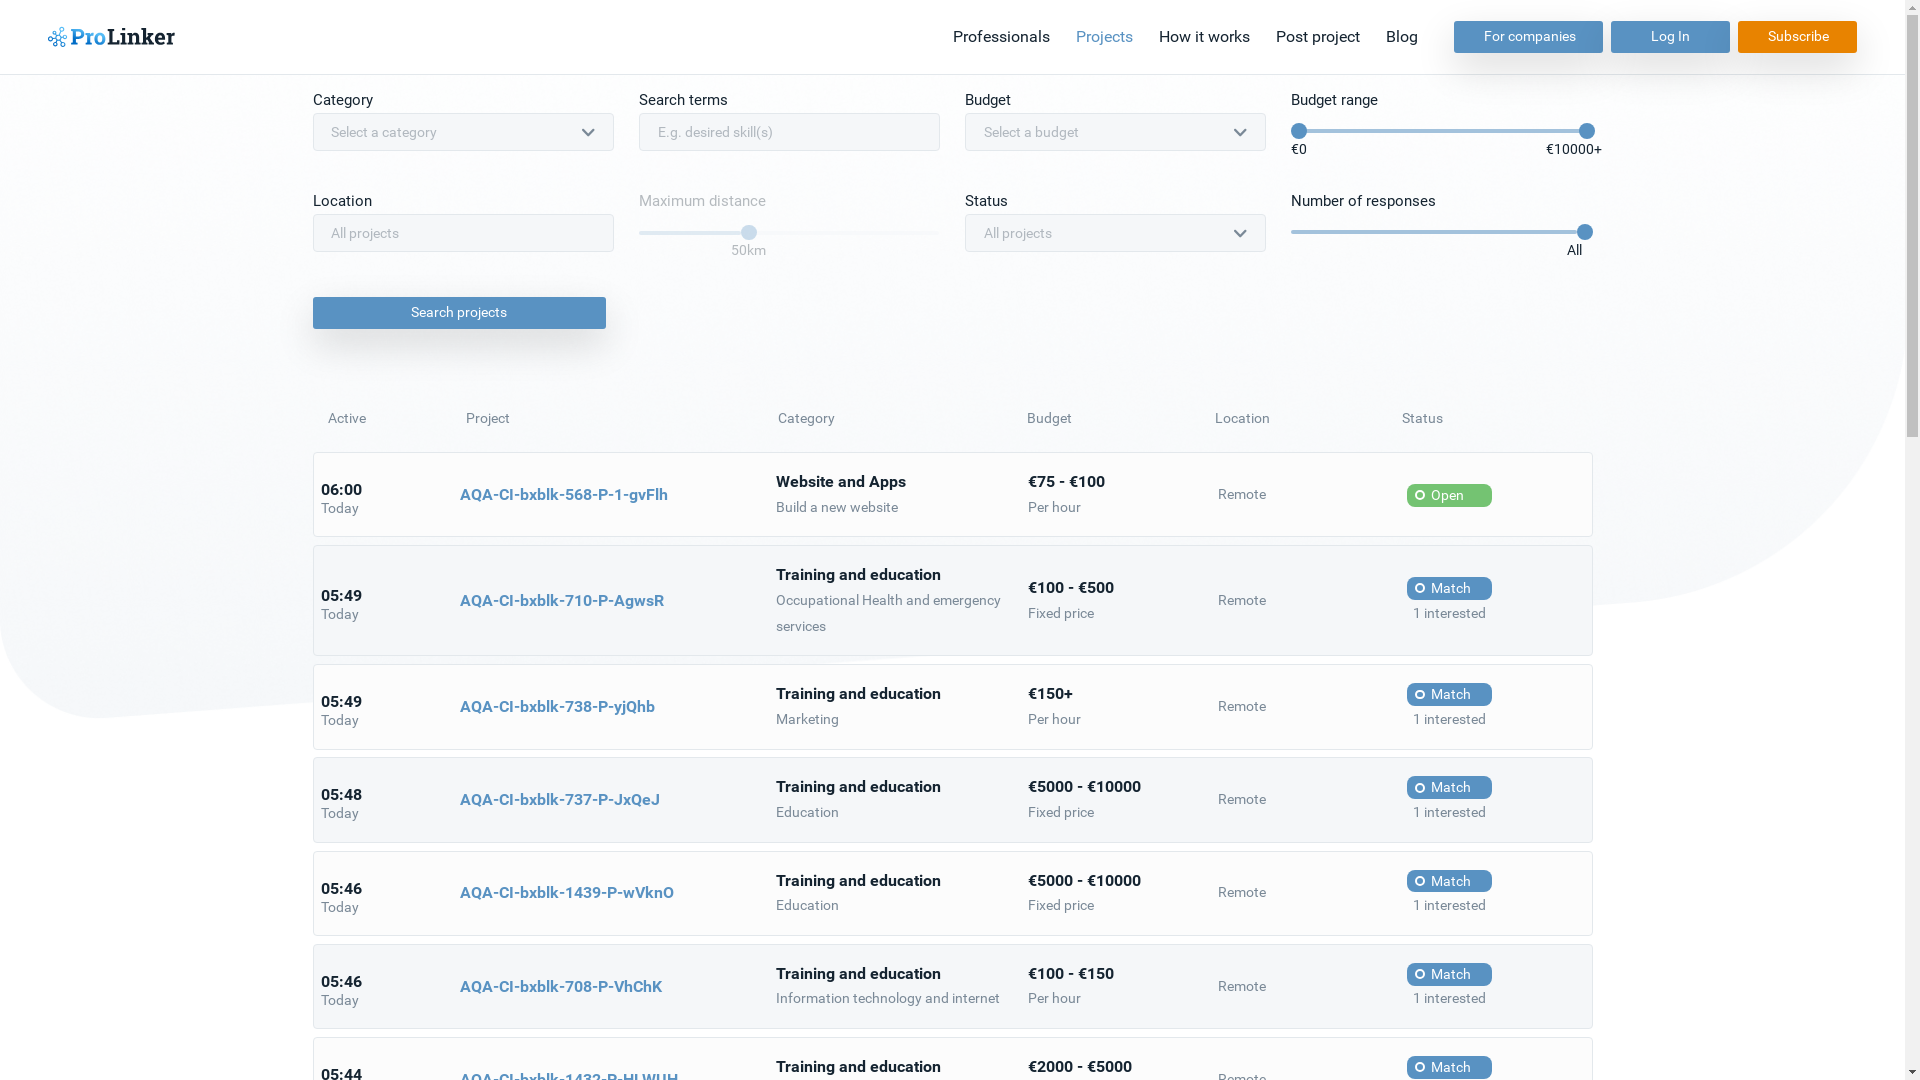 ProLinker
Professionals
Projects
How it works
Post project
Blog
For companies
Log In
Subscribe
Category
Search terms
Budget
Budget range
Select a category
E.g. desired skill(s)
Select a budget
€0
€10000+
Location
Maximum distance
Status
Number of responses
All projects
50km
All projects
All
Search projects
Active
Project
Category
Budget
Location
Status
06:00
Today
AQA-CI-bxblk-568-P-1-gvFlh
Website and Apps
Build a new website
€75 - €100
Per hour
Remote
Open
05:49
Today
AQA-CI-bxblk-710-P-AgwsR
Training and education
Occupational Health and emergency
services
€100 - €500
Fixed price
Remote
Match
1 interested
05:49
Today
AQA-CI-bxblk-738-P-yjQhb
Training and education
Marketing
€150+
Per hour
Remote
Match
1 interested
05:48
Today
AQA-CI-bxblk-737-P-JxQeJ
Training and education
Education
€5000 - €10000
Fixed price
Remote
Match
1 interested
05:46
Today
AQA-CI-bxblk-1439-P-wVknO
Training and education
Education
€5000 - €10000
Fixed price
Remote
Match
1 interested
05:46
Today
AQA-CI-bxblk-708-P-VhChK
Training and education
Information technology and internet
€100 - €150
Per hour
Remote
Match
1 interested
05:44
Training and education
€2000 - €5000
Remote
Match